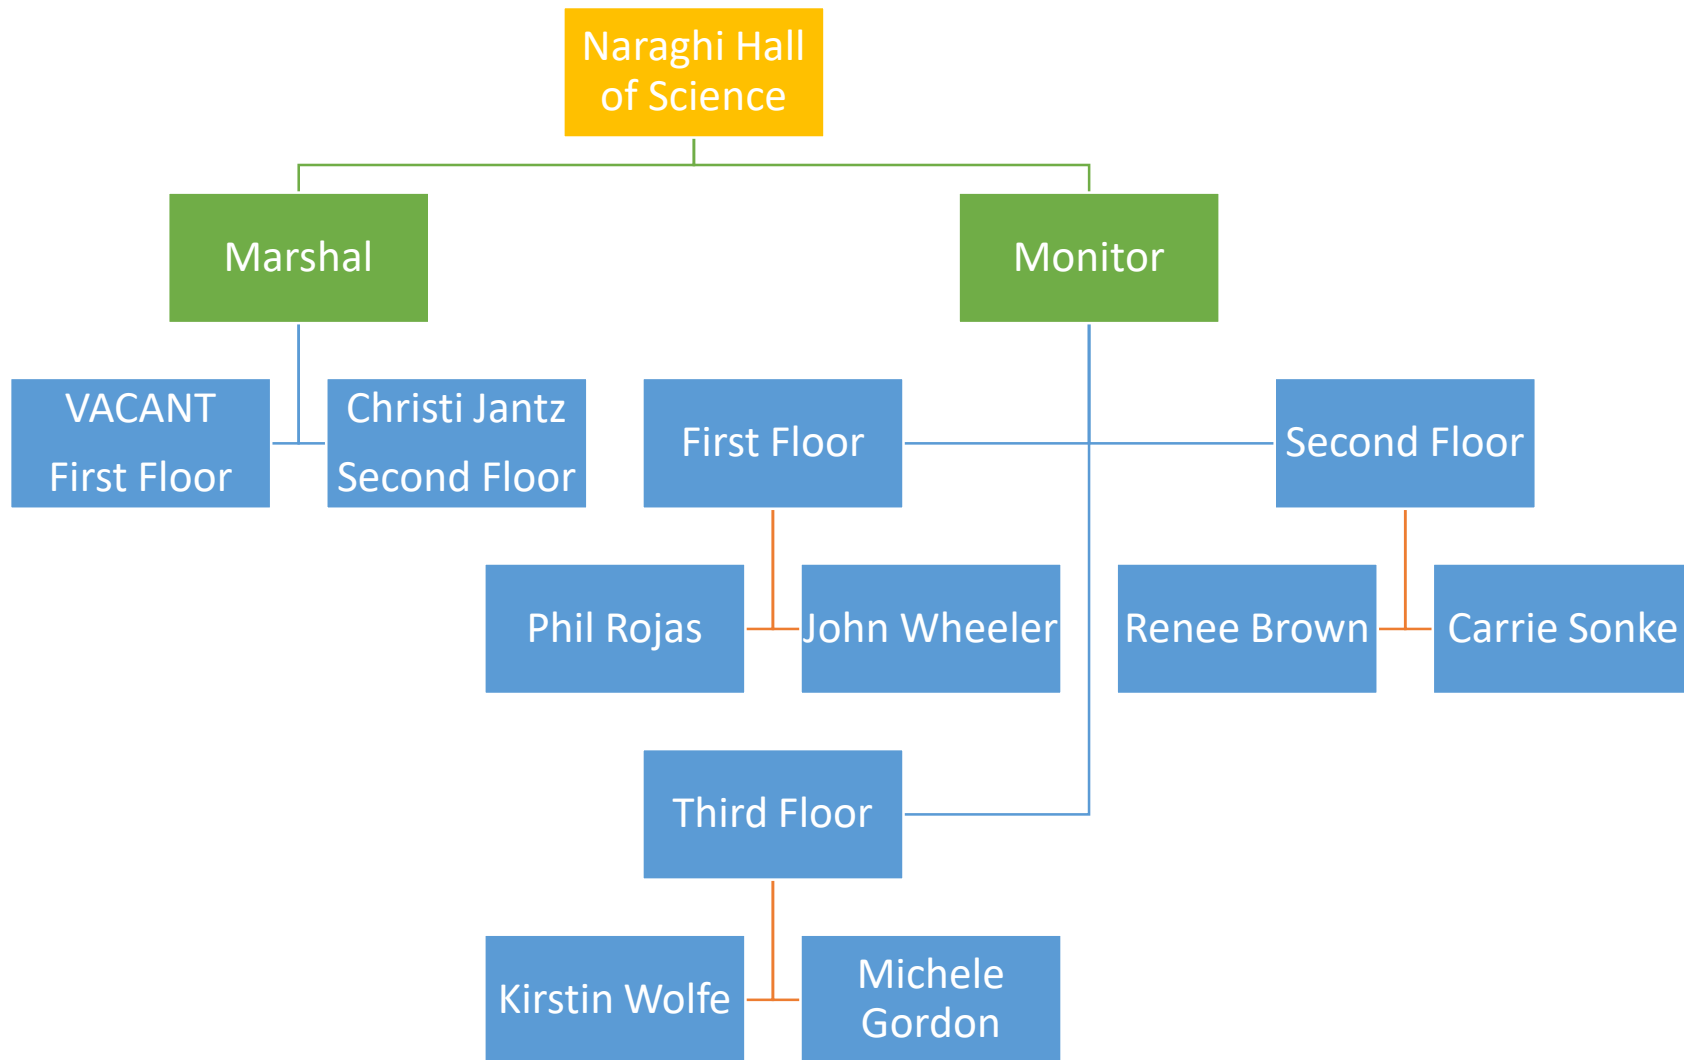 Naraghi Hall
of Science
Marshal
Monitor
VACANT
First Floor
Christi Jantz
Second Floor
First Floor
Second Floor
Phil Rojas
John Wheeler
Renee Brown
Carrie Sonke
Third Floor
Kirstin Wolfe
Michele
Gordon